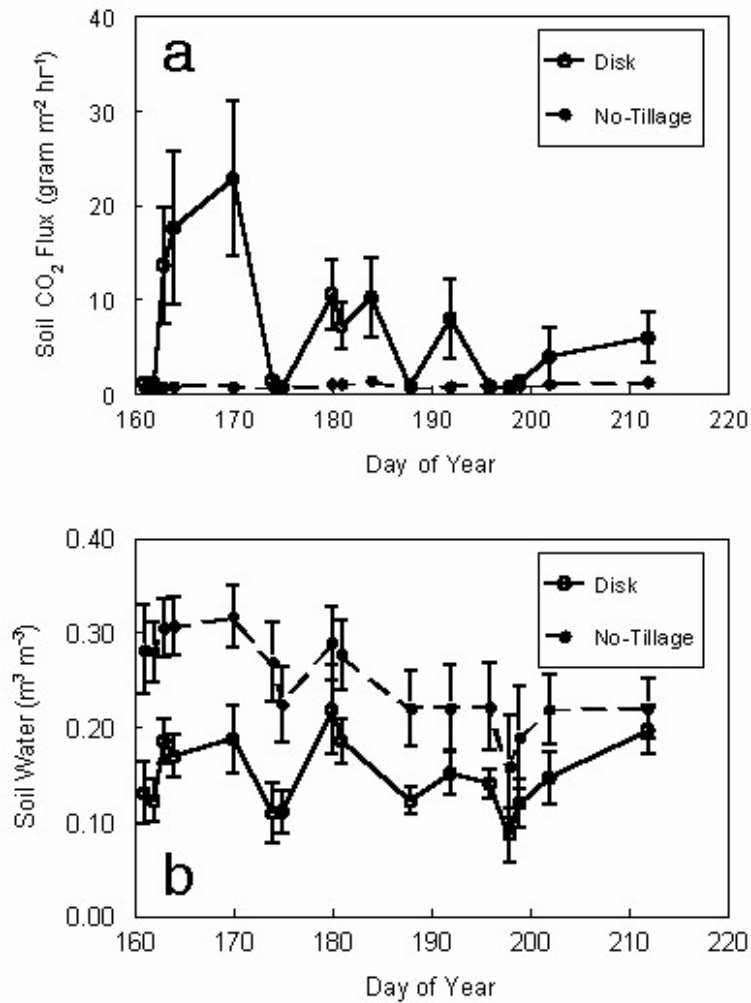 a
Disk
No-Tillage
Soil CO₂ Flux (gram m⁻² hr⁻¹)
40
30
20
10
0
160 170 180 190 200 210 220
Day of Year
b
Disk
No-Tillage
Soil Water (m³ m⁻³)
0.40
0.30
0.20
0.10
0.00
160 170 180 190 200 210 220
Day of Year